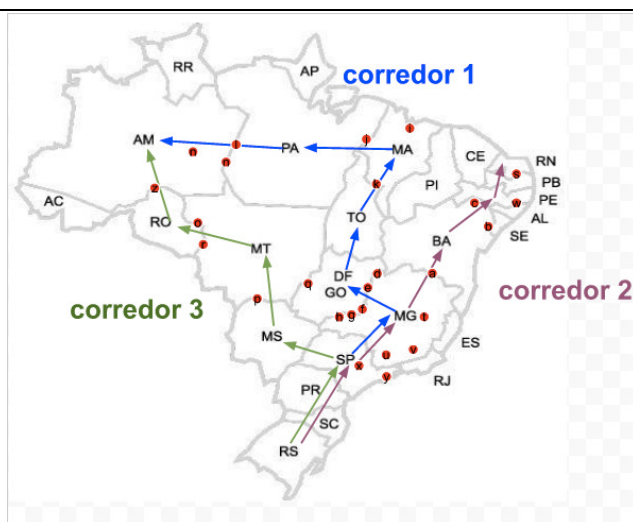 RR
AP
corredor 1
i
j
l
AM
PA
MA
n
n
CE
RN
s
k
z
PB
AC
PI
c
w
PE
TO
AL
RO
o
b
SE
r
BA
MT
DF
d
a
q
e
GO
corredor 2
p
corredor 3
f
h
g
MG
t
MS
ES
v
u
SP
x
y
RJ
PR
SC
RS